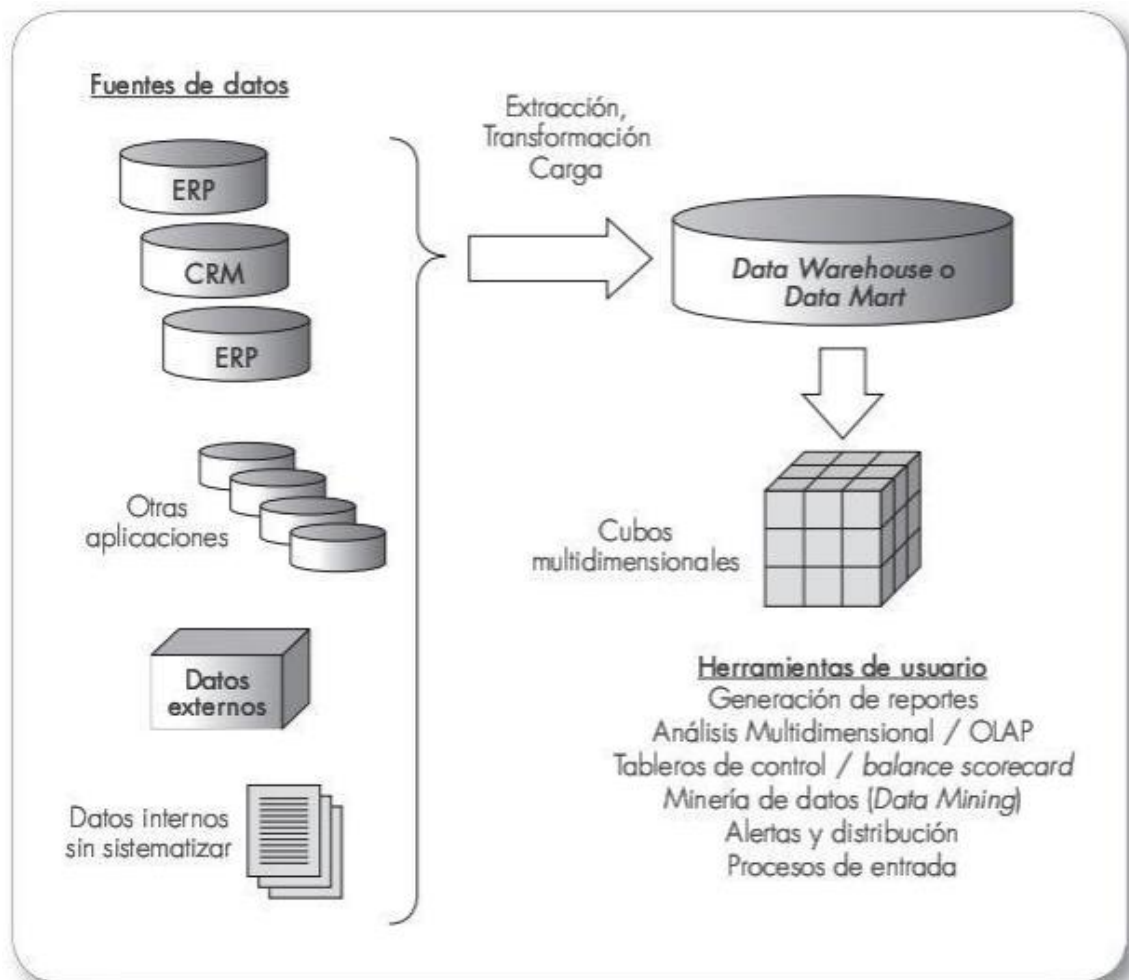 Fuentes de datos
ERP
CRM
ERP
Otras
aplicaciones
Datos
externos
Datos internos
sin sistematizar
Extracción,
Transformación
Carga
Data Warehouse o
Data Mart
Cubos
multidimensionales
Herramientas de usuario
Generación de reportes
Análisis Multidimensional / OLAP
Tableros de control / balance scorecard
Minería de datos (Data Mining)
Alertas y distribución
Procesos de entrada